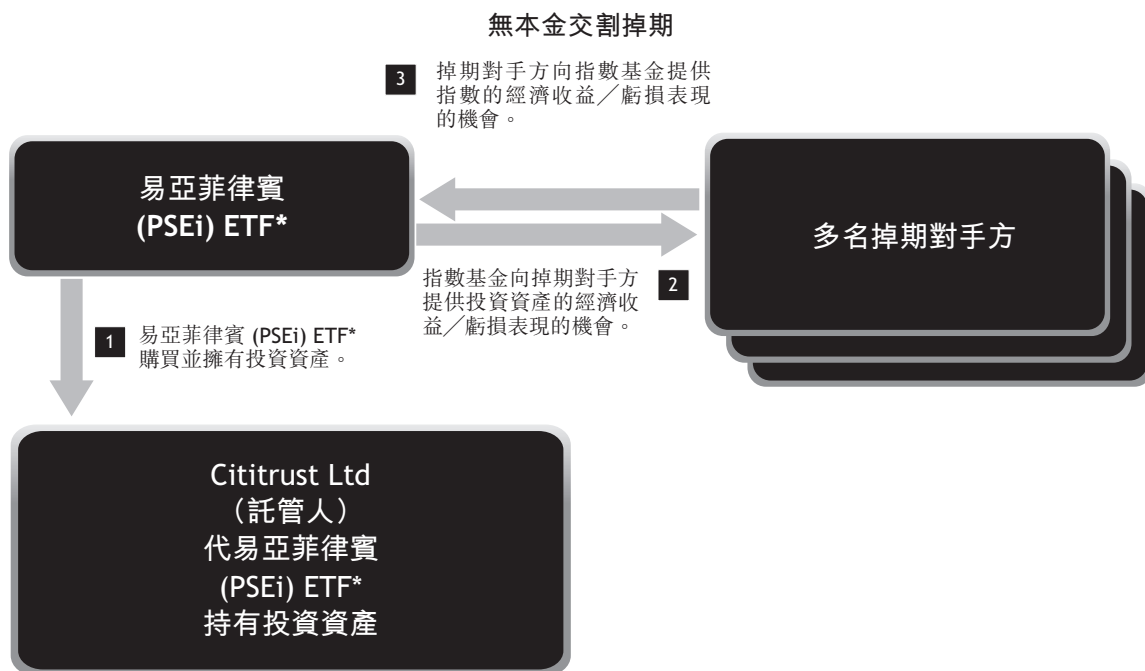 無本金交割掉期
3
掉期對手方向指數基金提供
指數的經濟收益／虧損表現
的機會。
易亞菲律賓
(PSEi) ETF*
多名掉期對手方
指數基金向掉期對手方
提供投資資產的經濟收
益／虧損表現的機會。
2
1
易亞菲律賓 (PSEi) ETF*
購買並擁有投資資產。
Cititrust Ltd
（託管人）
代易亞菲律賓
(PSEi) ETF*
持有投資資產